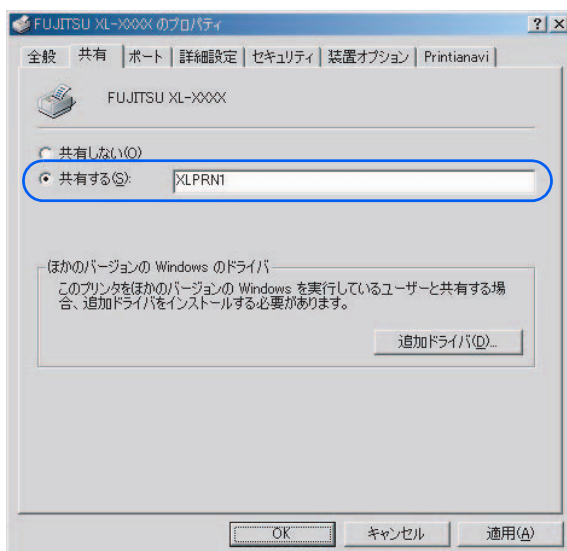 FUJITSU XL-XXXX のプロパティ
全般 共有 ポート 詳細設定 セキュリティ 装置オプション Printianavi
FUJITSU XL-XXXX
共有しない(O)
共有する(S): XLPRN1
ほかのバージョンの Windows のドライバ
このプリンタをほかのバージョンの Windows を実行しているユーザーと共有する場
合、追加ドライバをインストールする必要があります。
追加ドライバ(D)...
OK キャンセル 適用(A)